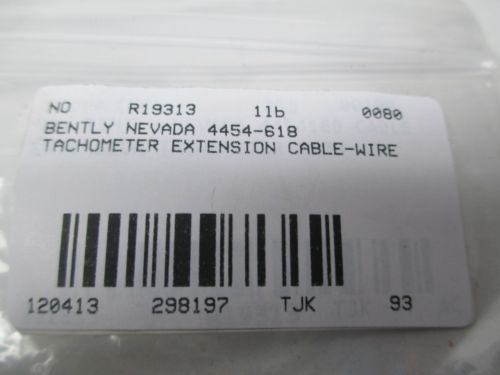 NO R19313 1lb 0080
BENTLY NEVADA 4454-618
TACHOMETER EXTENSION CABLE-WIRE
120413 298197 TJK 93